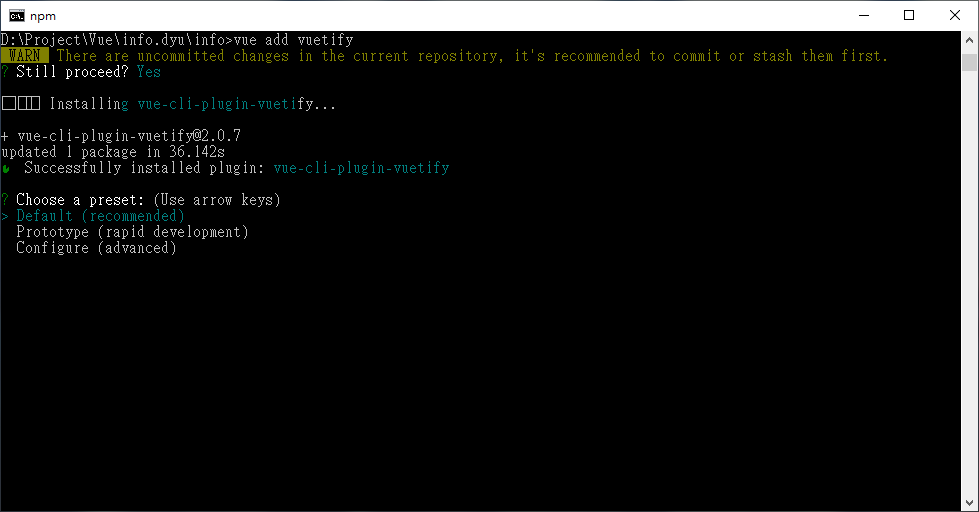 npm
D:\Project\Vue\info.dyu\info>vue add vuetify
WARN There are uncommitted changes in the current repository, it's recommended to commit or stash them first.
? Still proceed? Yes
Installing vue-cli-plugin-vuetify...
+ vue-cli-plugin-vuetify@2.0.7
updated 1 package in 36.142s
Successfully installed plugin: vue-cli-plugin-vuetify
? Choose a preset: (Use arrow keys)
> Default (recommended)
Prototype (rapid development)
Configure (advanced)